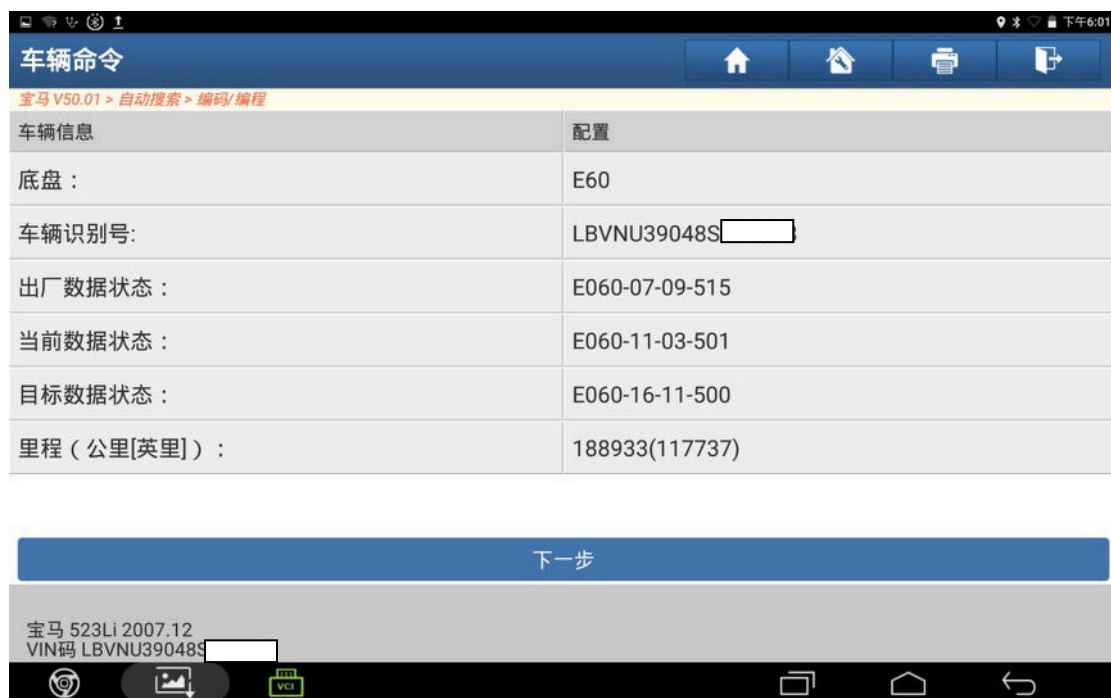 下午6:01
车辆命令
宝马 V50.01 > 自动搜索 > 编码/编程
车辆信息 配置
底盘： E60
车辆识别号: LBVNU39048S
出厂数据状态： E060-07-09-515
当前数据状态： E060-11-03-501
目标数据状态： E060-16-11-500
里程（公里[英里]）： 188933(117737)
下一步
宝马 523Li 2007.12
VIN码 LBVNU39048S
VCI